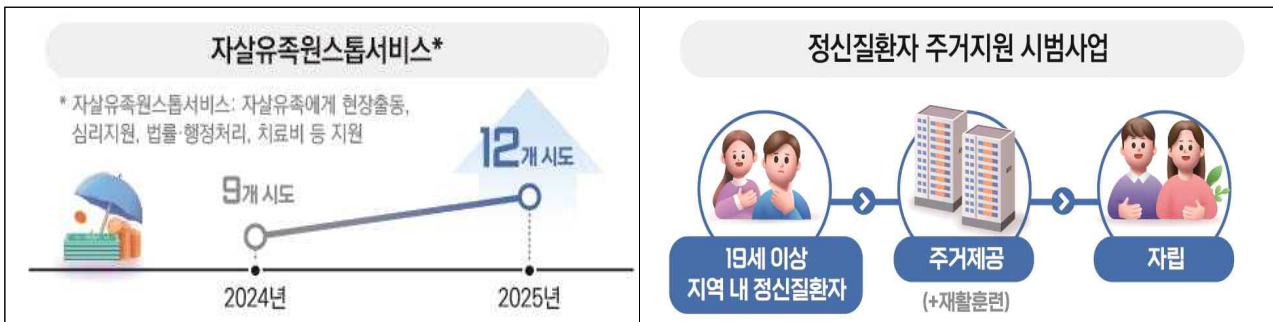 자살유족원스톱서비스*
* 자살유족원스톱서비스: 자살유족에게 현장출동,
심리지원, 법률·행정처리, 치료비 등 지원
12개 시도
9개 시도
2024년
2025년
정신질환자 주거지원 시범사업
19세 이상
지역 내 정신질환자
주거제공
(+재활훈련)
자립